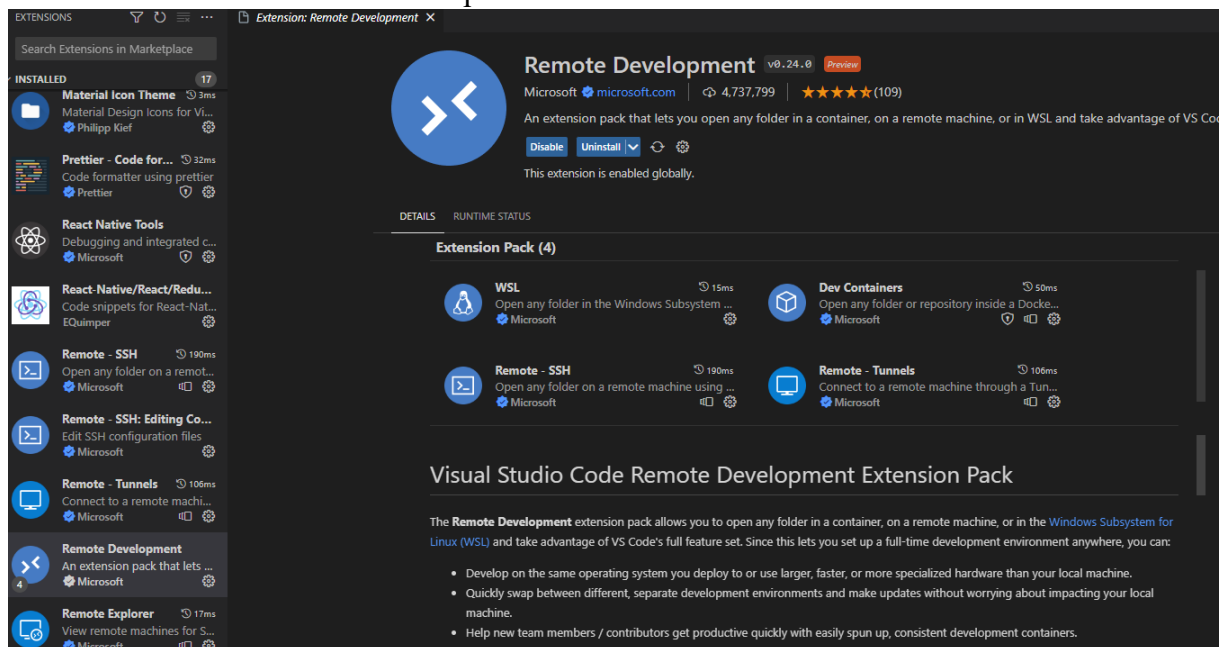 EXTENSIONS
Extension: Remote Development
Search Extensions in Marketplace
INSTALLED 17
Material Icon Theme 3ms
Material Design Icons for Vi...
Philipp Kief
Prettier - Code for... 32ms
Code formatter using prettier
Prettier
React Native Tools
Debugging and integrated c...
Microsoft
React-Native/React/Redu...
Code snippets for React-Nat...
EQuimper
Remote - SSH 190ms
Open any folder on a remot...
Microsoft
Remote - SSH: Editing Co...
Edit SSH configuration files
Microsoft
Remote - Tunnels 106ms
Connect to a remote machi...
Microsoft
Remote Development
An extension pack that lets ...
4 Microsoft
Remote Explorer 17ms
View remote machines for S...
Microsoft
Remote Development v0.24.0 Preview
Microsoft microsoft.com 4,737,799 (109)
An extension pack that lets you open any folder in a container, on a remote machine, or in WSL and take advantage of VS Co
Disable Uninstall
This extension is enabled globally.
DETAILS RUNTIME STATUS
Extension Pack (4)
WSL 15ms
Open any folder in the Windows Subsystem ...
Microsoft
Dev Containers 50ms
Open any folder or repository inside a Docke...
Microsoft
Remote - SSH 190ms
Open any folder on a remote machine using ...
Microsoft
Remote - Tunnels 106ms
Connect to a remote machine through a Tun...
Microsoft
Visual Studio Code Remote Development Extension Pack
The Remote Development extension pack allows you to open any folder in a container, on a remote machine, or in the Windows Subsystem for
Linux (WSL) and take advantage of VS Code's full feature set. Since this lets you set up a full-time development environment anywhere, you can:
• Develop on the same operating system you deploy to or use larger, faster, or more specialized hardware than your local machine.
• Quickly swap between different, separate development environments and make updates without worrying about impacting your local
machine.
• Help new team members / contributors get productive quickly with easily spun up, consistent development containers.